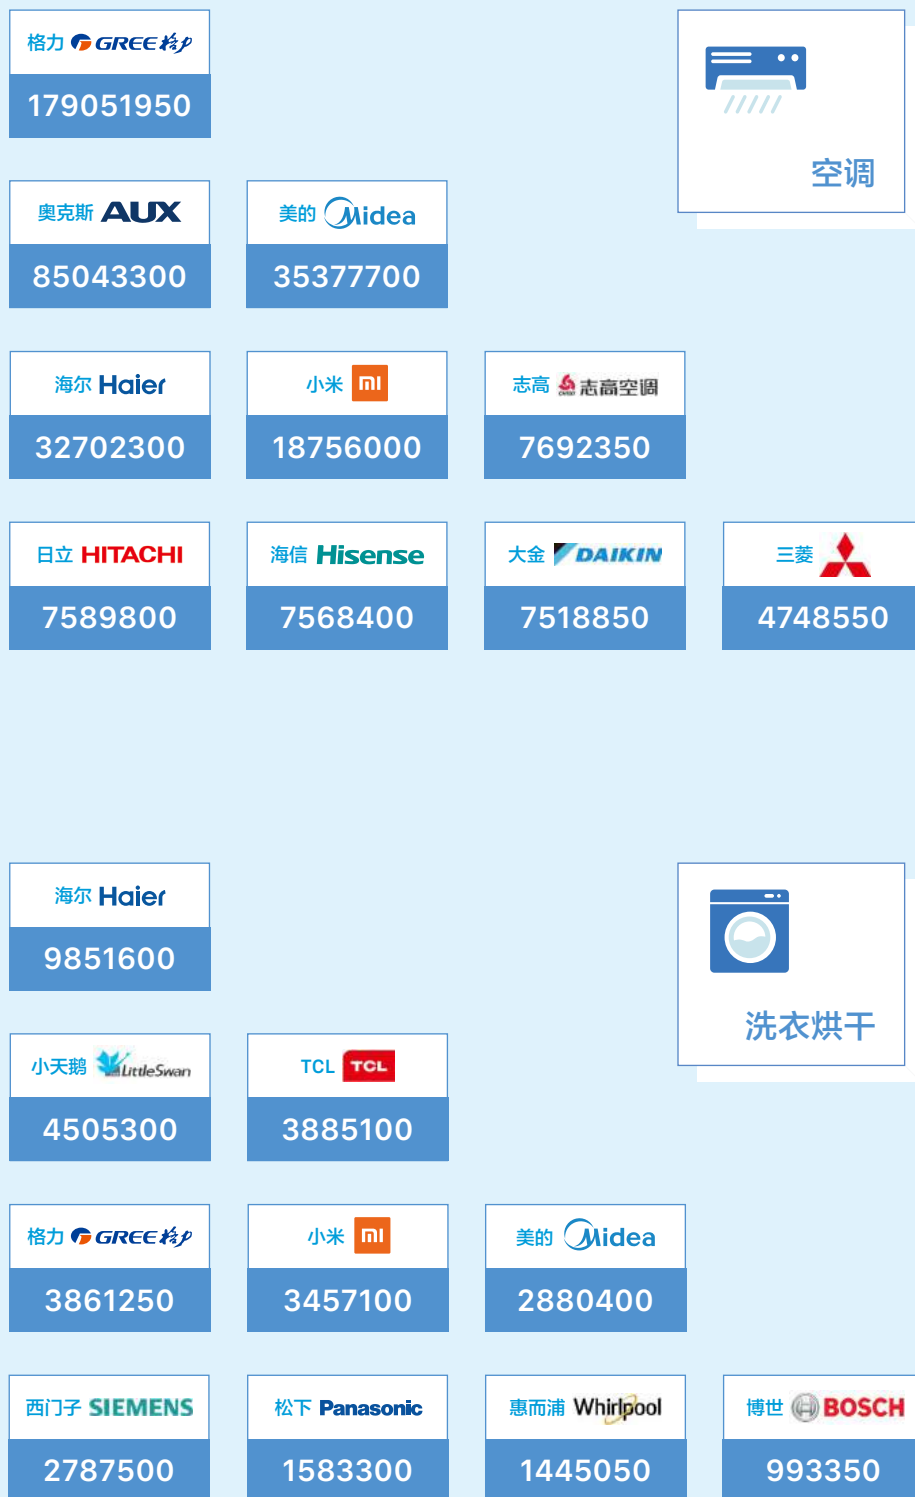 格力 GREE 格力
179051950
空调
奥克斯 AUX
85043300
美的 Midea
35377700
海尔 Haier
32702300
小米 mi
18756000
志高 志高空调
7692350
日立 HITACHI
7589800
海信 Hisense
7568400
大金 DAIKIN
7518850
三菱
4748550
海尔 Haier
9851600
洗衣烘干
小天鹅 LittleSwan
4505300
TCL TCL
3885100
格力 GREE 格力
3861250
小米 mi
3457100
美的 Midea
2880400
西门子 SIEMENS
2787500
松下 Panasonic
1583300
惠而浦 Whirlpool
1445050
博世 BOSCH
993350